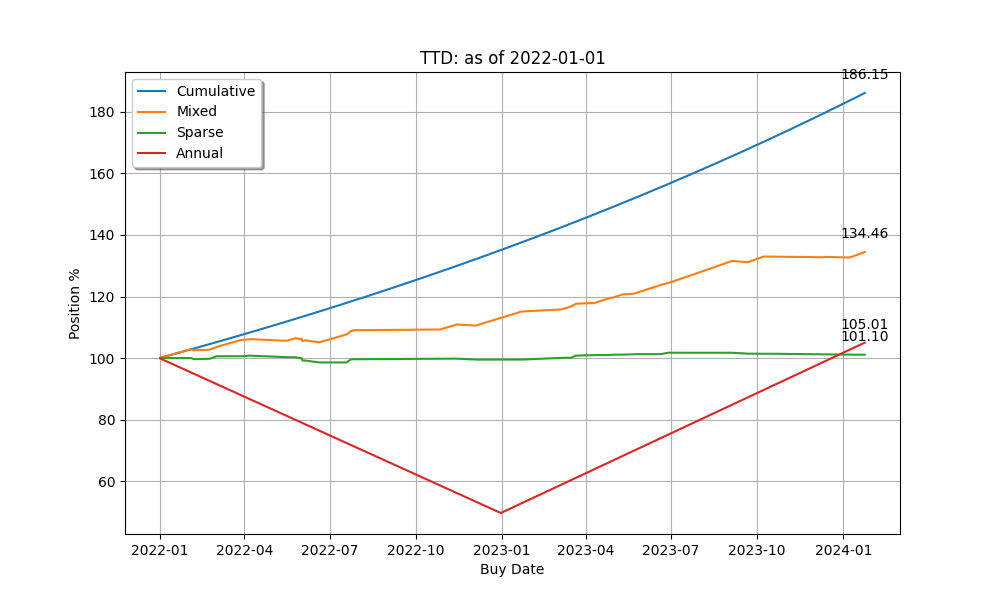 TTD: as of 2022-01-01
186.15
Cumulative
Mixed
Sparse
Annual
134.46
105.01
101.10
180
160
140
120
100
80
60
Position %
2022-01 2022-04 2022-07 2022-10 2023-01 2023-04 2023-07 2023-10 2024-01
Buy Date